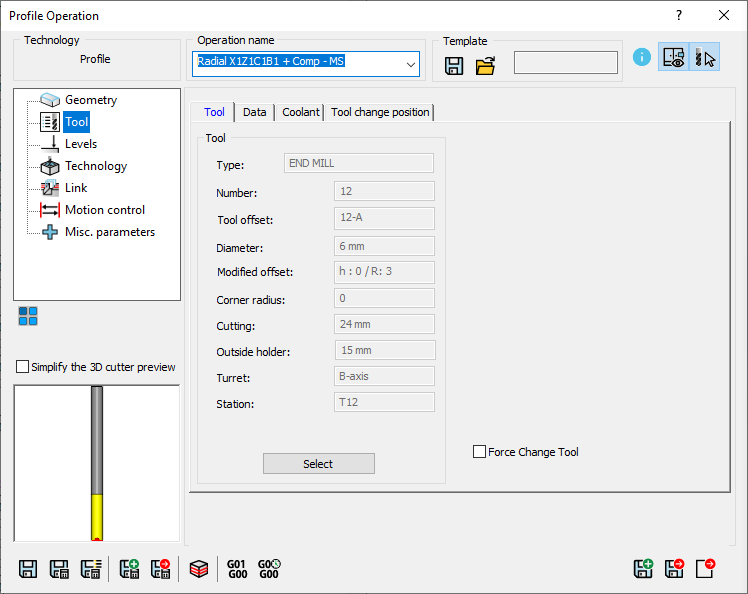 Profile Operation
?
Technology
Profile
Operation name
Radial X1Z1C1B1 + Comp - MS
Template
Geometry
Tool
Levels
Technology
Link
Motion control
Misc. parameters
Simplify the 3D cutter preview
Tool
Data
Coolant
Tool change position
Tool
Type:
END MILL
Number:
12
Tool offset:
12-A
Diameter:
6 mm
Modified offset:
h : 0 / R: 3
Corner radius:
0
Cutting:
24 mm
Outside holder:
15 mm
Turret:
B-axis
Station:
T12
Select
Force Change Tool
G01
G00
G00
G00